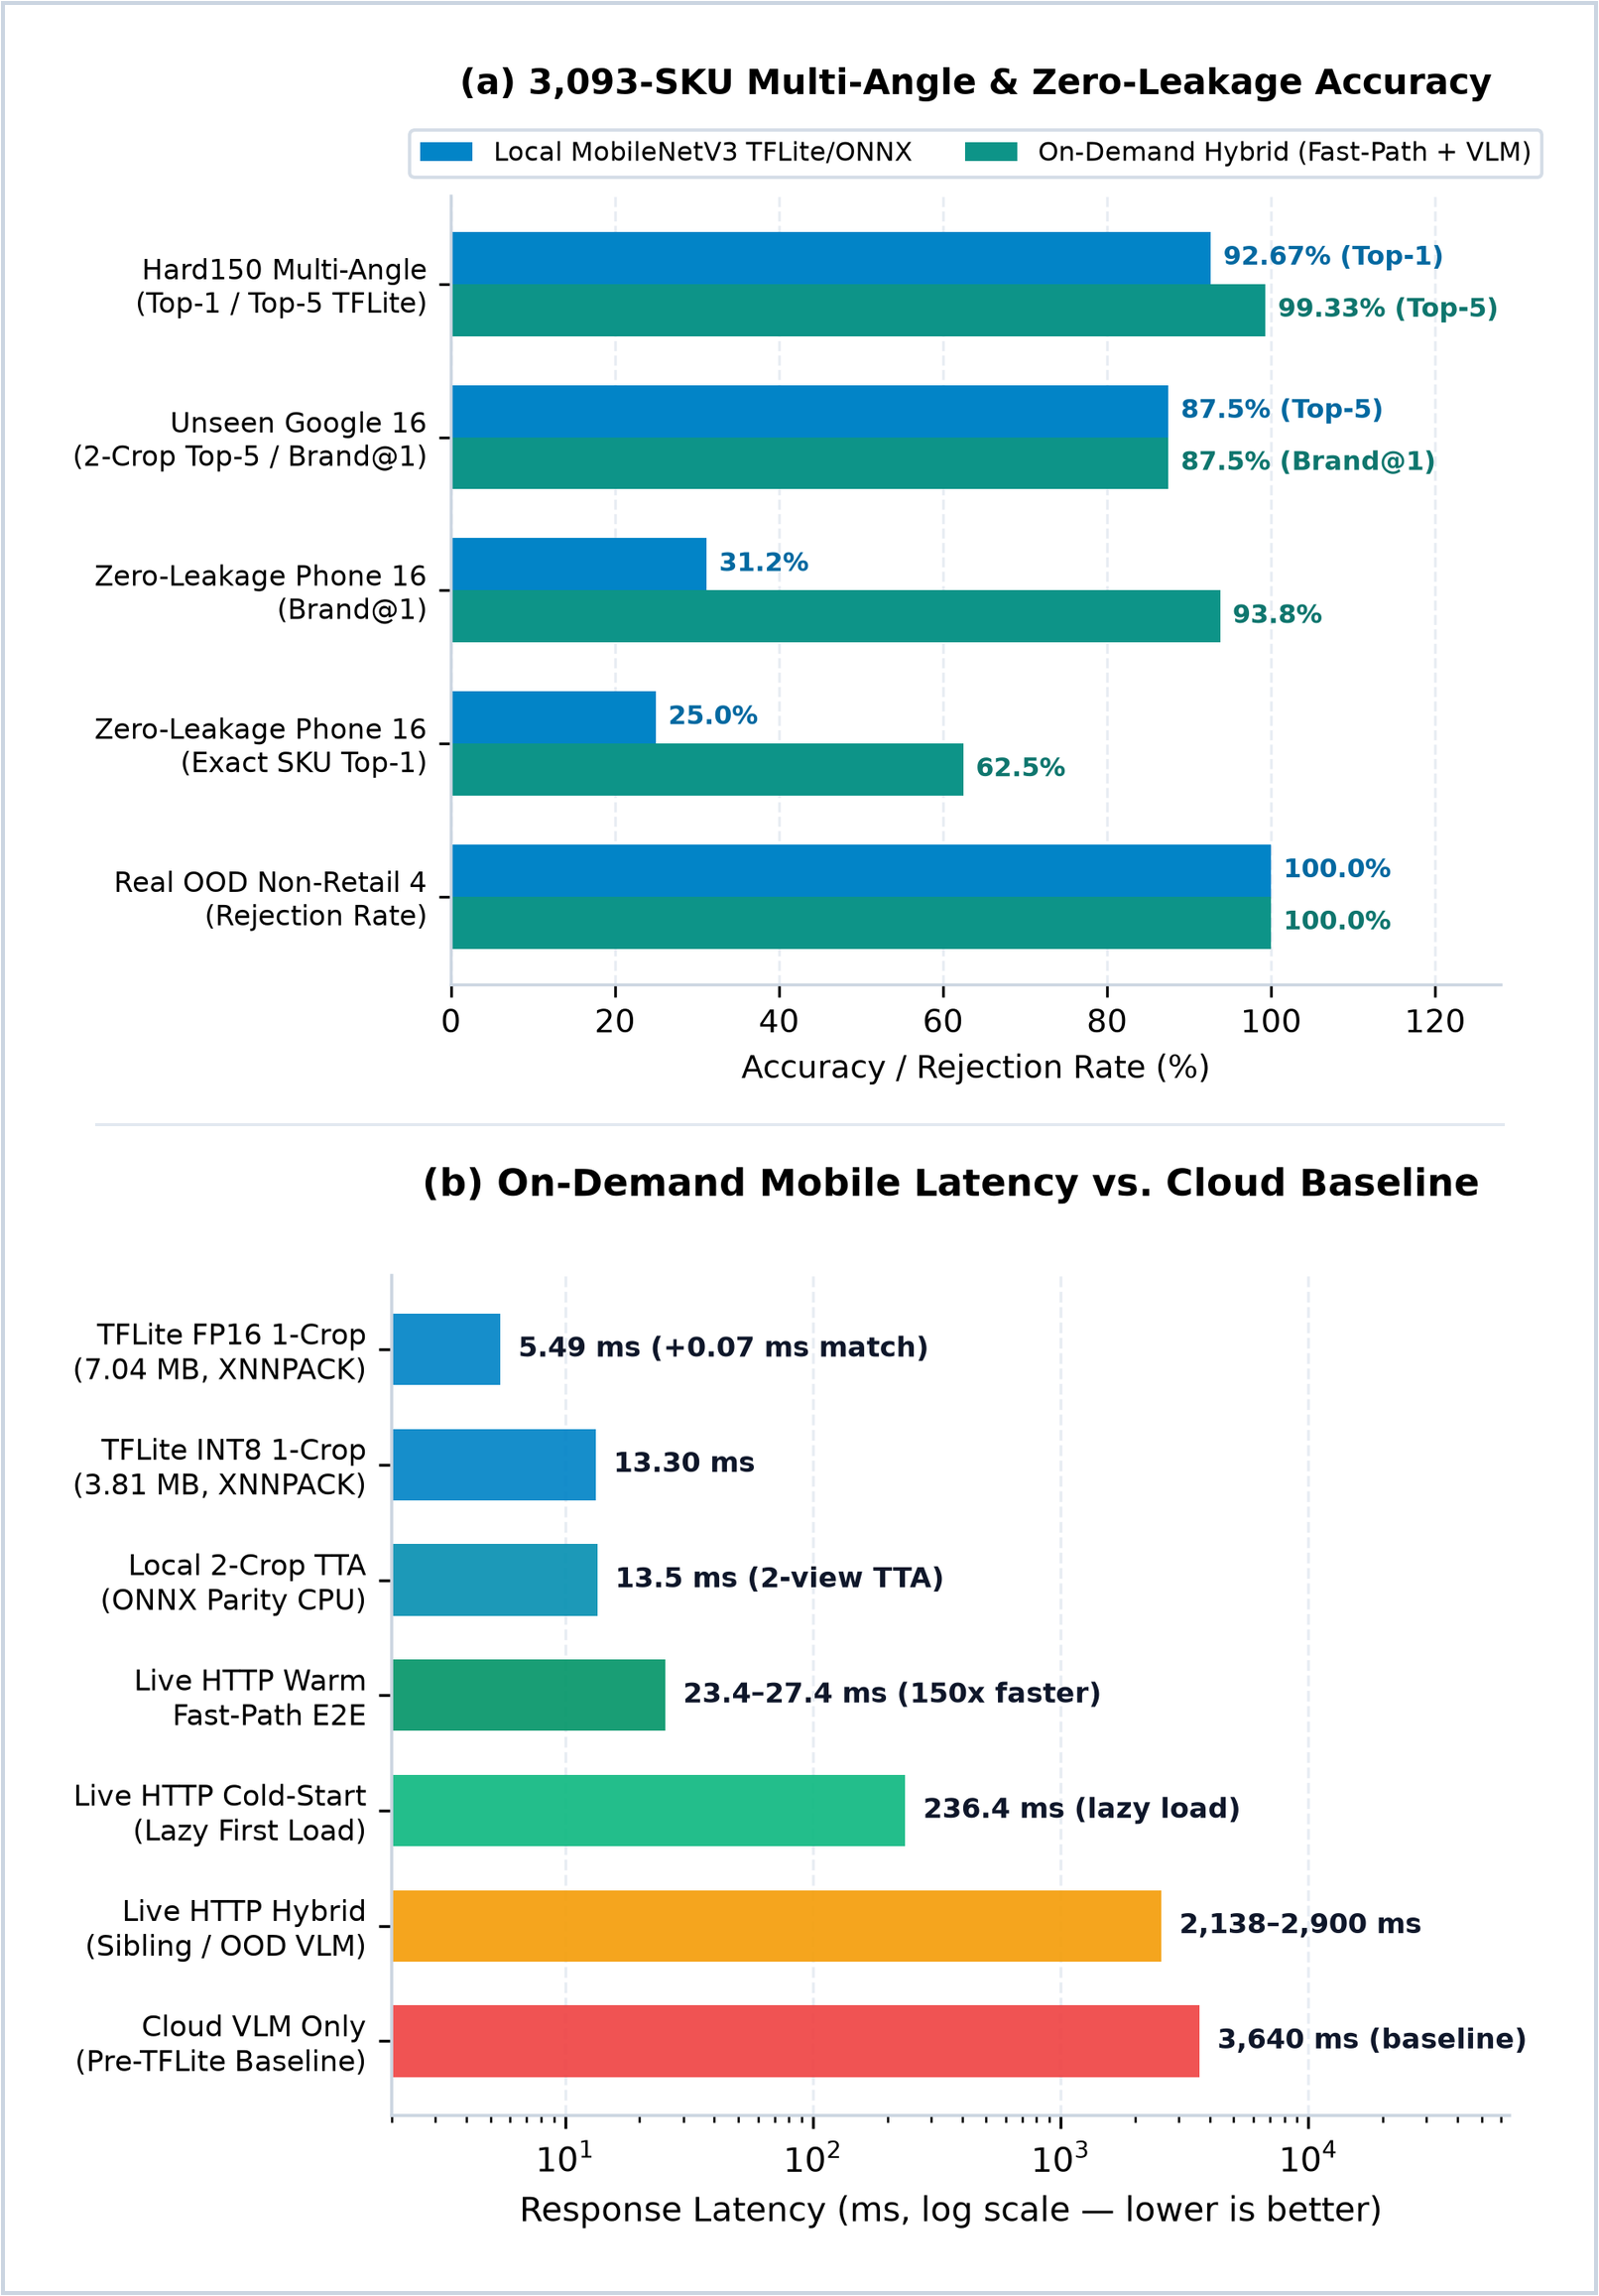 (a) 3,093-SKU Multi-Angle & Zero-Leakage Accuracy
Local MobileNetV3 TFLite/ONNX
On-Demand Hybrid (Fast-Path + VLM)
Hard150 Multi-Angle
(Top-1 / Top-5 TFLite)
92.67% (Top-1)
99.33% (Top-5)
Unseen Google 16
(2-Crop Top-5 / Brand@1)
87.5% (Top-5)
87.5% (Brand@1)
Zero-Leakage Phone 16
(Brand@1)
31.2%
93.8%
Zero-Leakage Phone 16
(Exact SKU Top-1)
25.0%
62.5%
Real OOD Non-Retail 4
(Rejection Rate)
100.0%
100.0%
0 20 40 60 80 100 120
Accuracy / Rejection Rate (%)
(b) On-Demand Mobile Latency vs. Cloud Baseline
TFLite FP16 1-Crop
(7.04 MB, XNNPACK)
5.49 ms (+0.07 ms match)
TFLite INT8 1-Crop
(3.81 MB, XNNPACK)
13.30 ms
Local 2-Crop TTA
(ONNX Parity CPU)
13.5 ms (2-view TTA)
Live HTTP Warm
Fast-Path E2E
23.4–27.4 ms (150x faster)
Live HTTP Cold-Start
(Lazy First Load)
236.4 ms (lazy load)
Live HTTP Hybrid
(Sibling / OOD VLM)
2,138–2,900 ms
Cloud VLM Only
(Pre-TFLite Baseline)
3,640 ms (baseline)
10¹ 10² 10³ 10⁴
Response Latency (ms, log scale — lower is better)